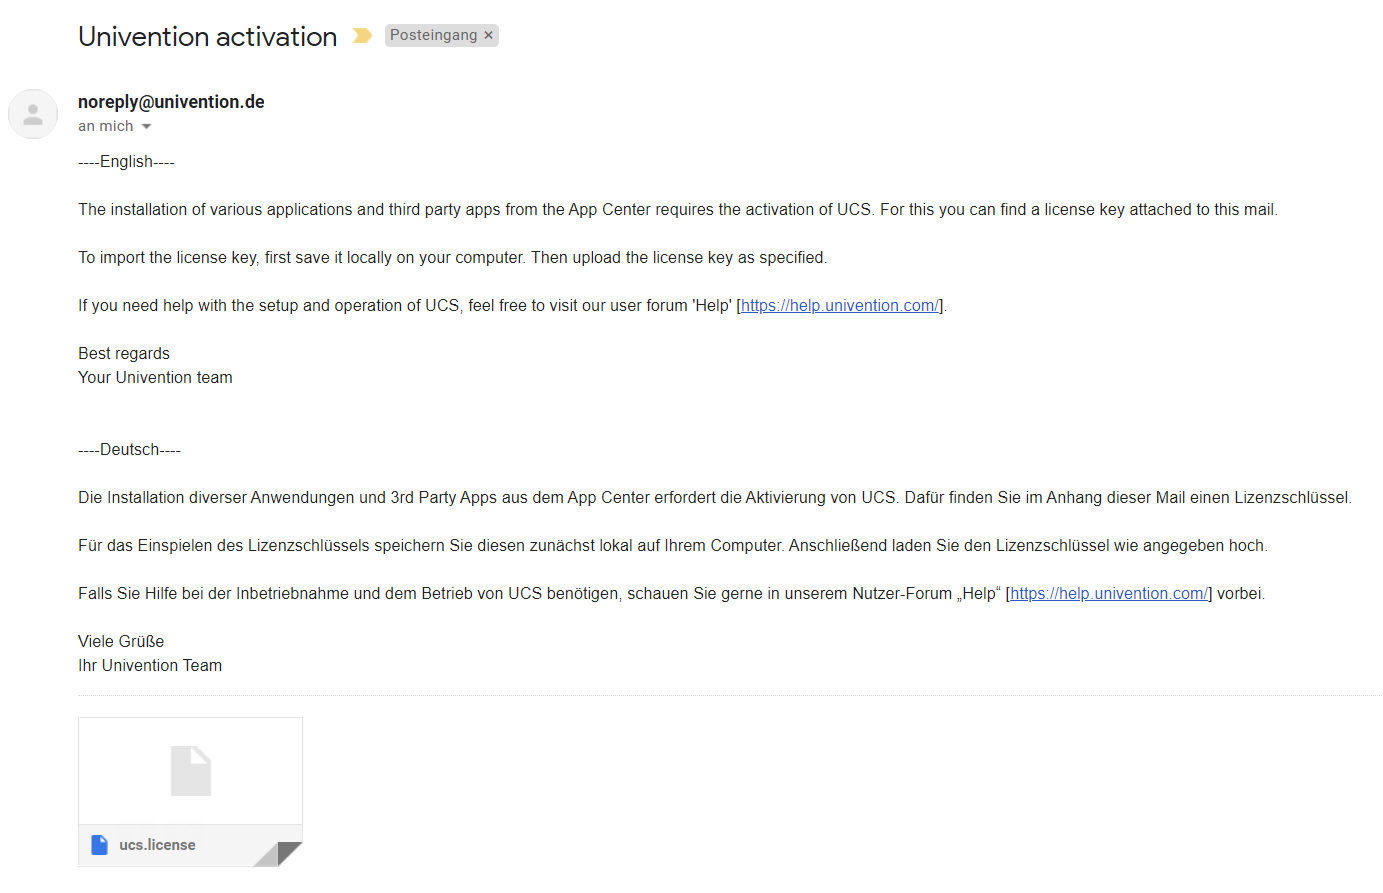 Univention activation
Posteingang ×
noreply@univention.de
an mich
----English----
The installation of various applications and third party apps from the App Center requires the activation of UCS. For this you can find a license key attached to this mail.
To import the license key, first save it locally on your computer. Then upload the license key as specified.
If you need help with the setup and operation of UCS, feel free to visit our user forum 'Help' [https://help.univention.com/].
Best regards
Your Univention team
----Deutsch----
Die Installation diverser Anwendungen und 3rd Party Apps aus dem App Center erfordert die Aktivierung von UCS. Dafür finden Sie im Anhang dieser Mail einen Lizenzschlüssel.
Für das Einspielen des Lizenzschlüssels speichern Sie diesen zunächst lokal auf Ihrem Computer. Anschließend laden Sie den Lizenzschlüssel wie angegeben hoch.
Falls Sie Hilfe bei der Inbetriebnahme und dem Betrieb von UCS benötigen, schauen Sie gerne in unserem Nutzer-Forum „Help“ [https://help.univention.com/] vorbei.
Viele Grüße
Ihr Univention Team
ucs.license